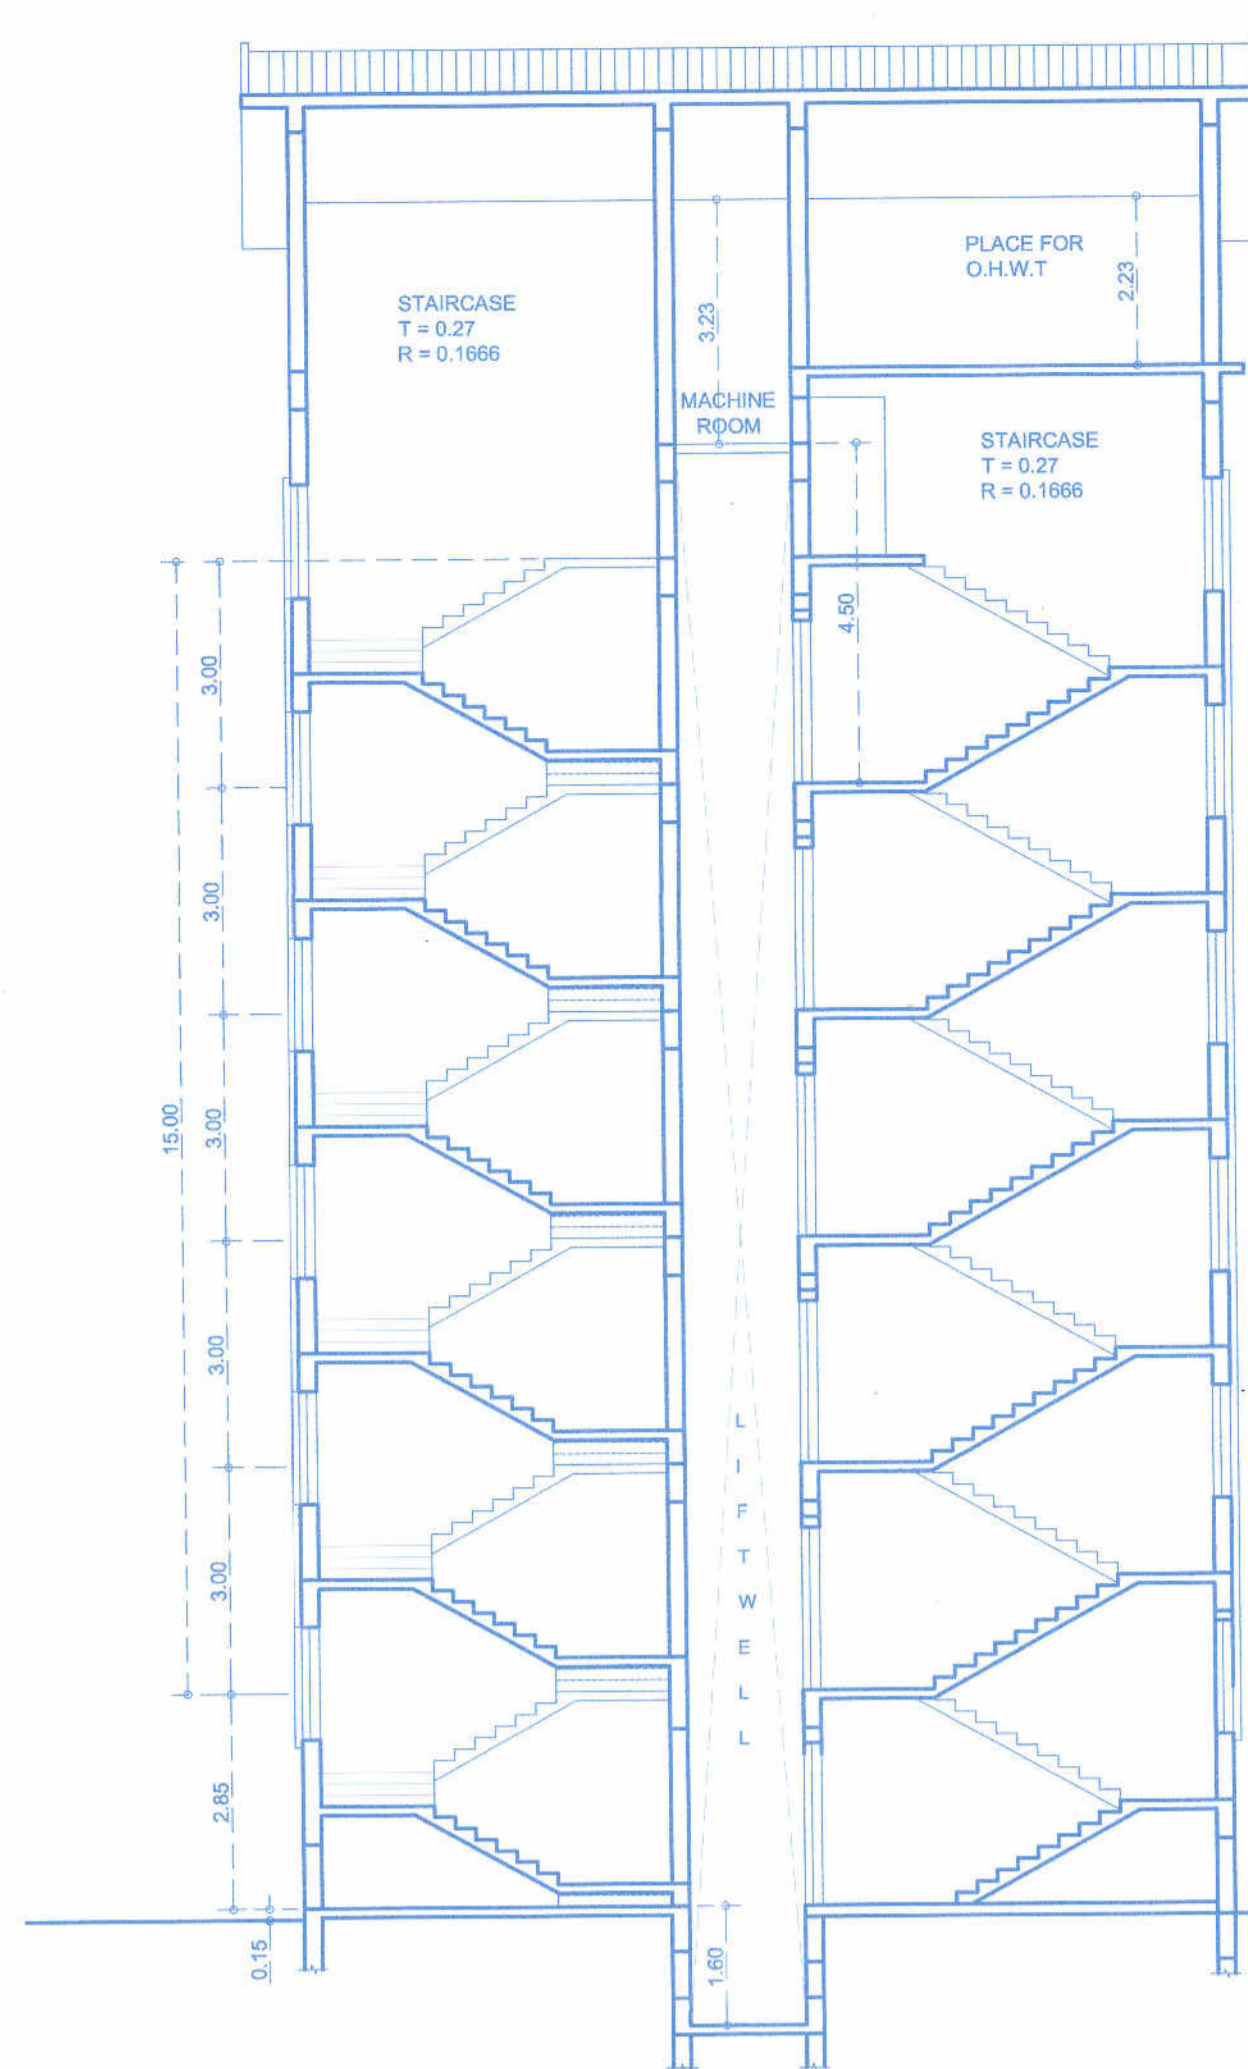 PLACE FOR
O.H.W.T
2.23
STAIRCASE
T = 0.27
R = 0.1666
3.23
MACHINE
ROOM
STAIRCASE
T = 0.27
R = 0.1666
4.50
3.00
3.00
15.00
3.00
3.00
3.00
LIFT WELL
2.85
0.15
1.60